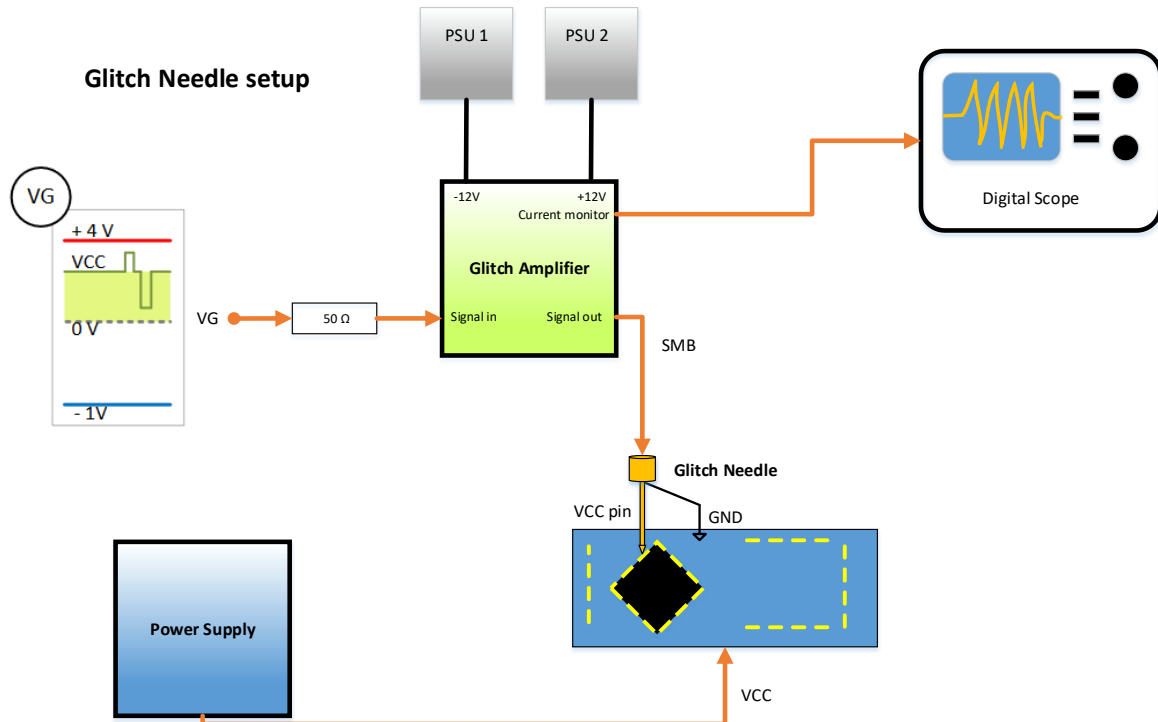 PSU 1
PSU 2
Glitch Needle setup
VG
+ 4 V
VCC
0 V
- 1V
-12V
+12V
Current monitor
Glitch Amplifier
Signal in
Signal out
Digital Scope
VG
50 Ω
SMB
Glitch Needle
VCC pin
GND
Power Supply
VCC